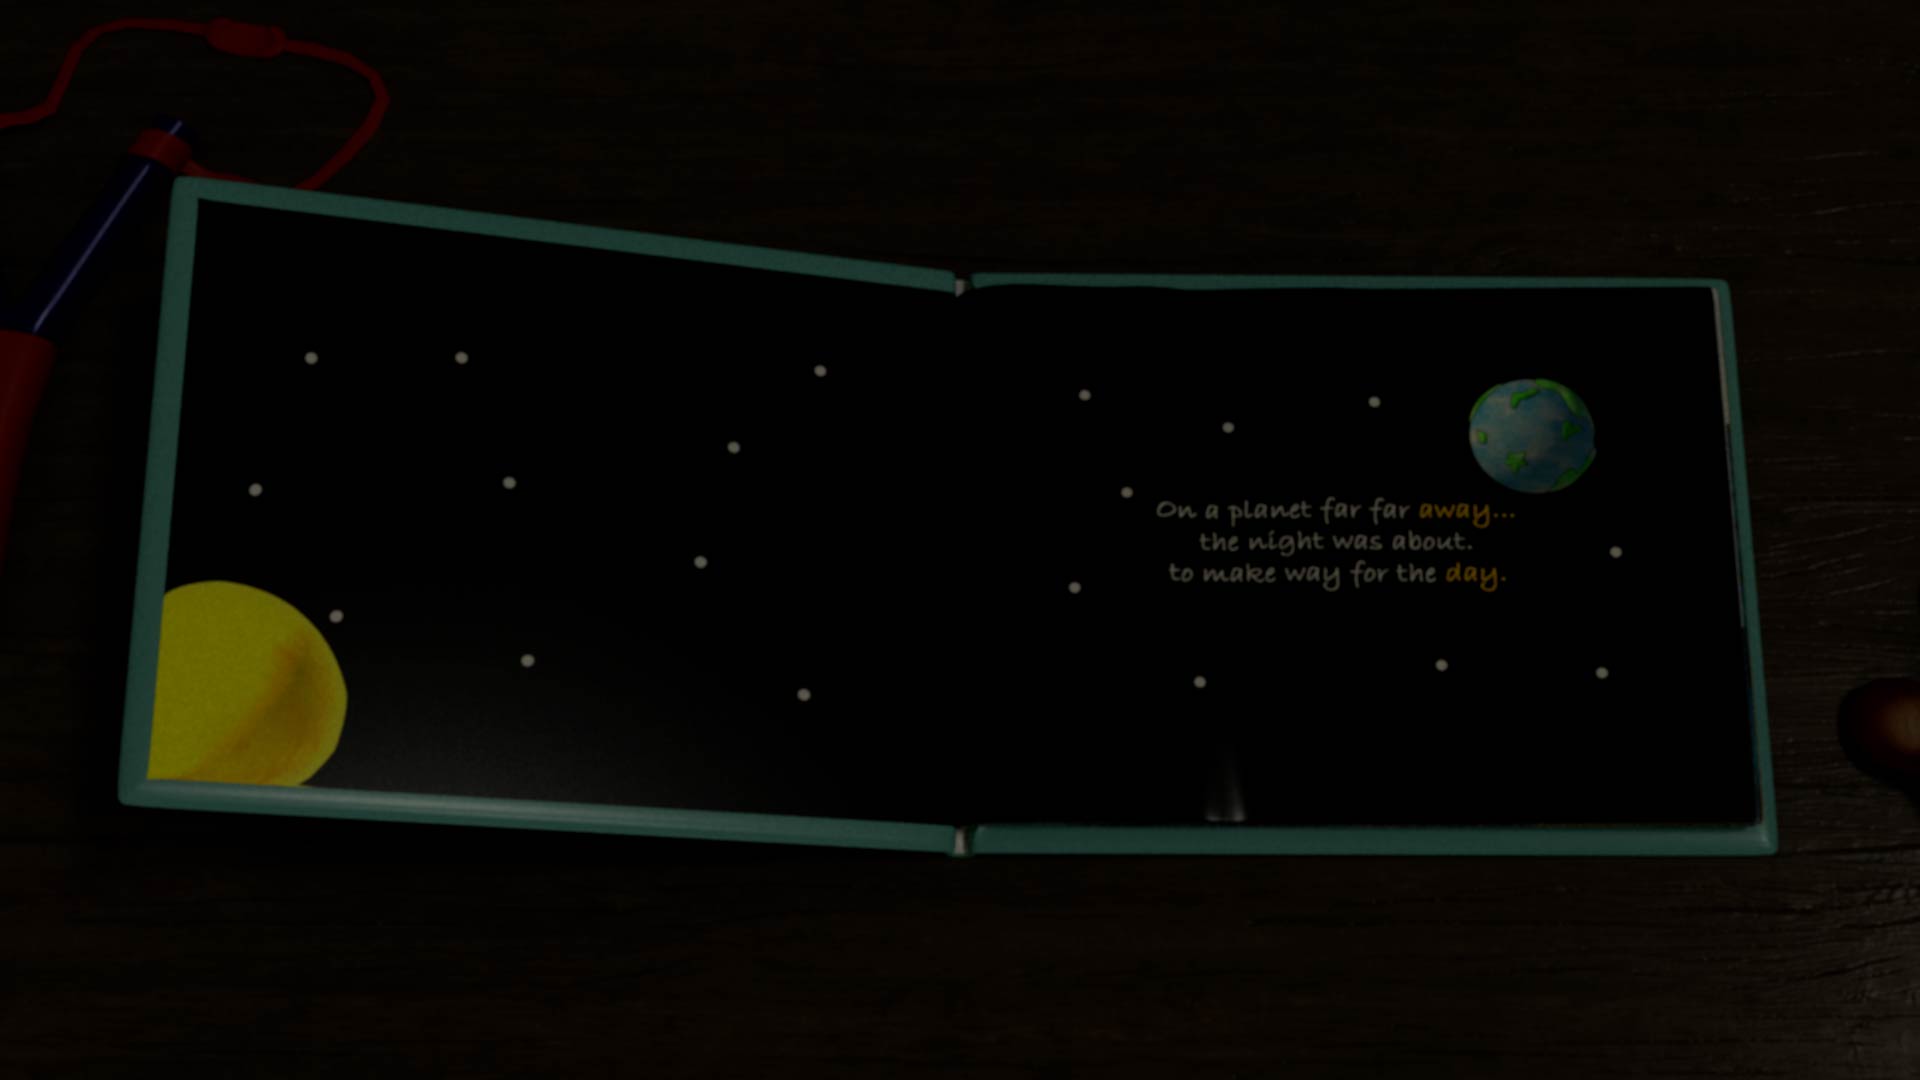 On a planet far far away...
the night was about.
to make way for the day.